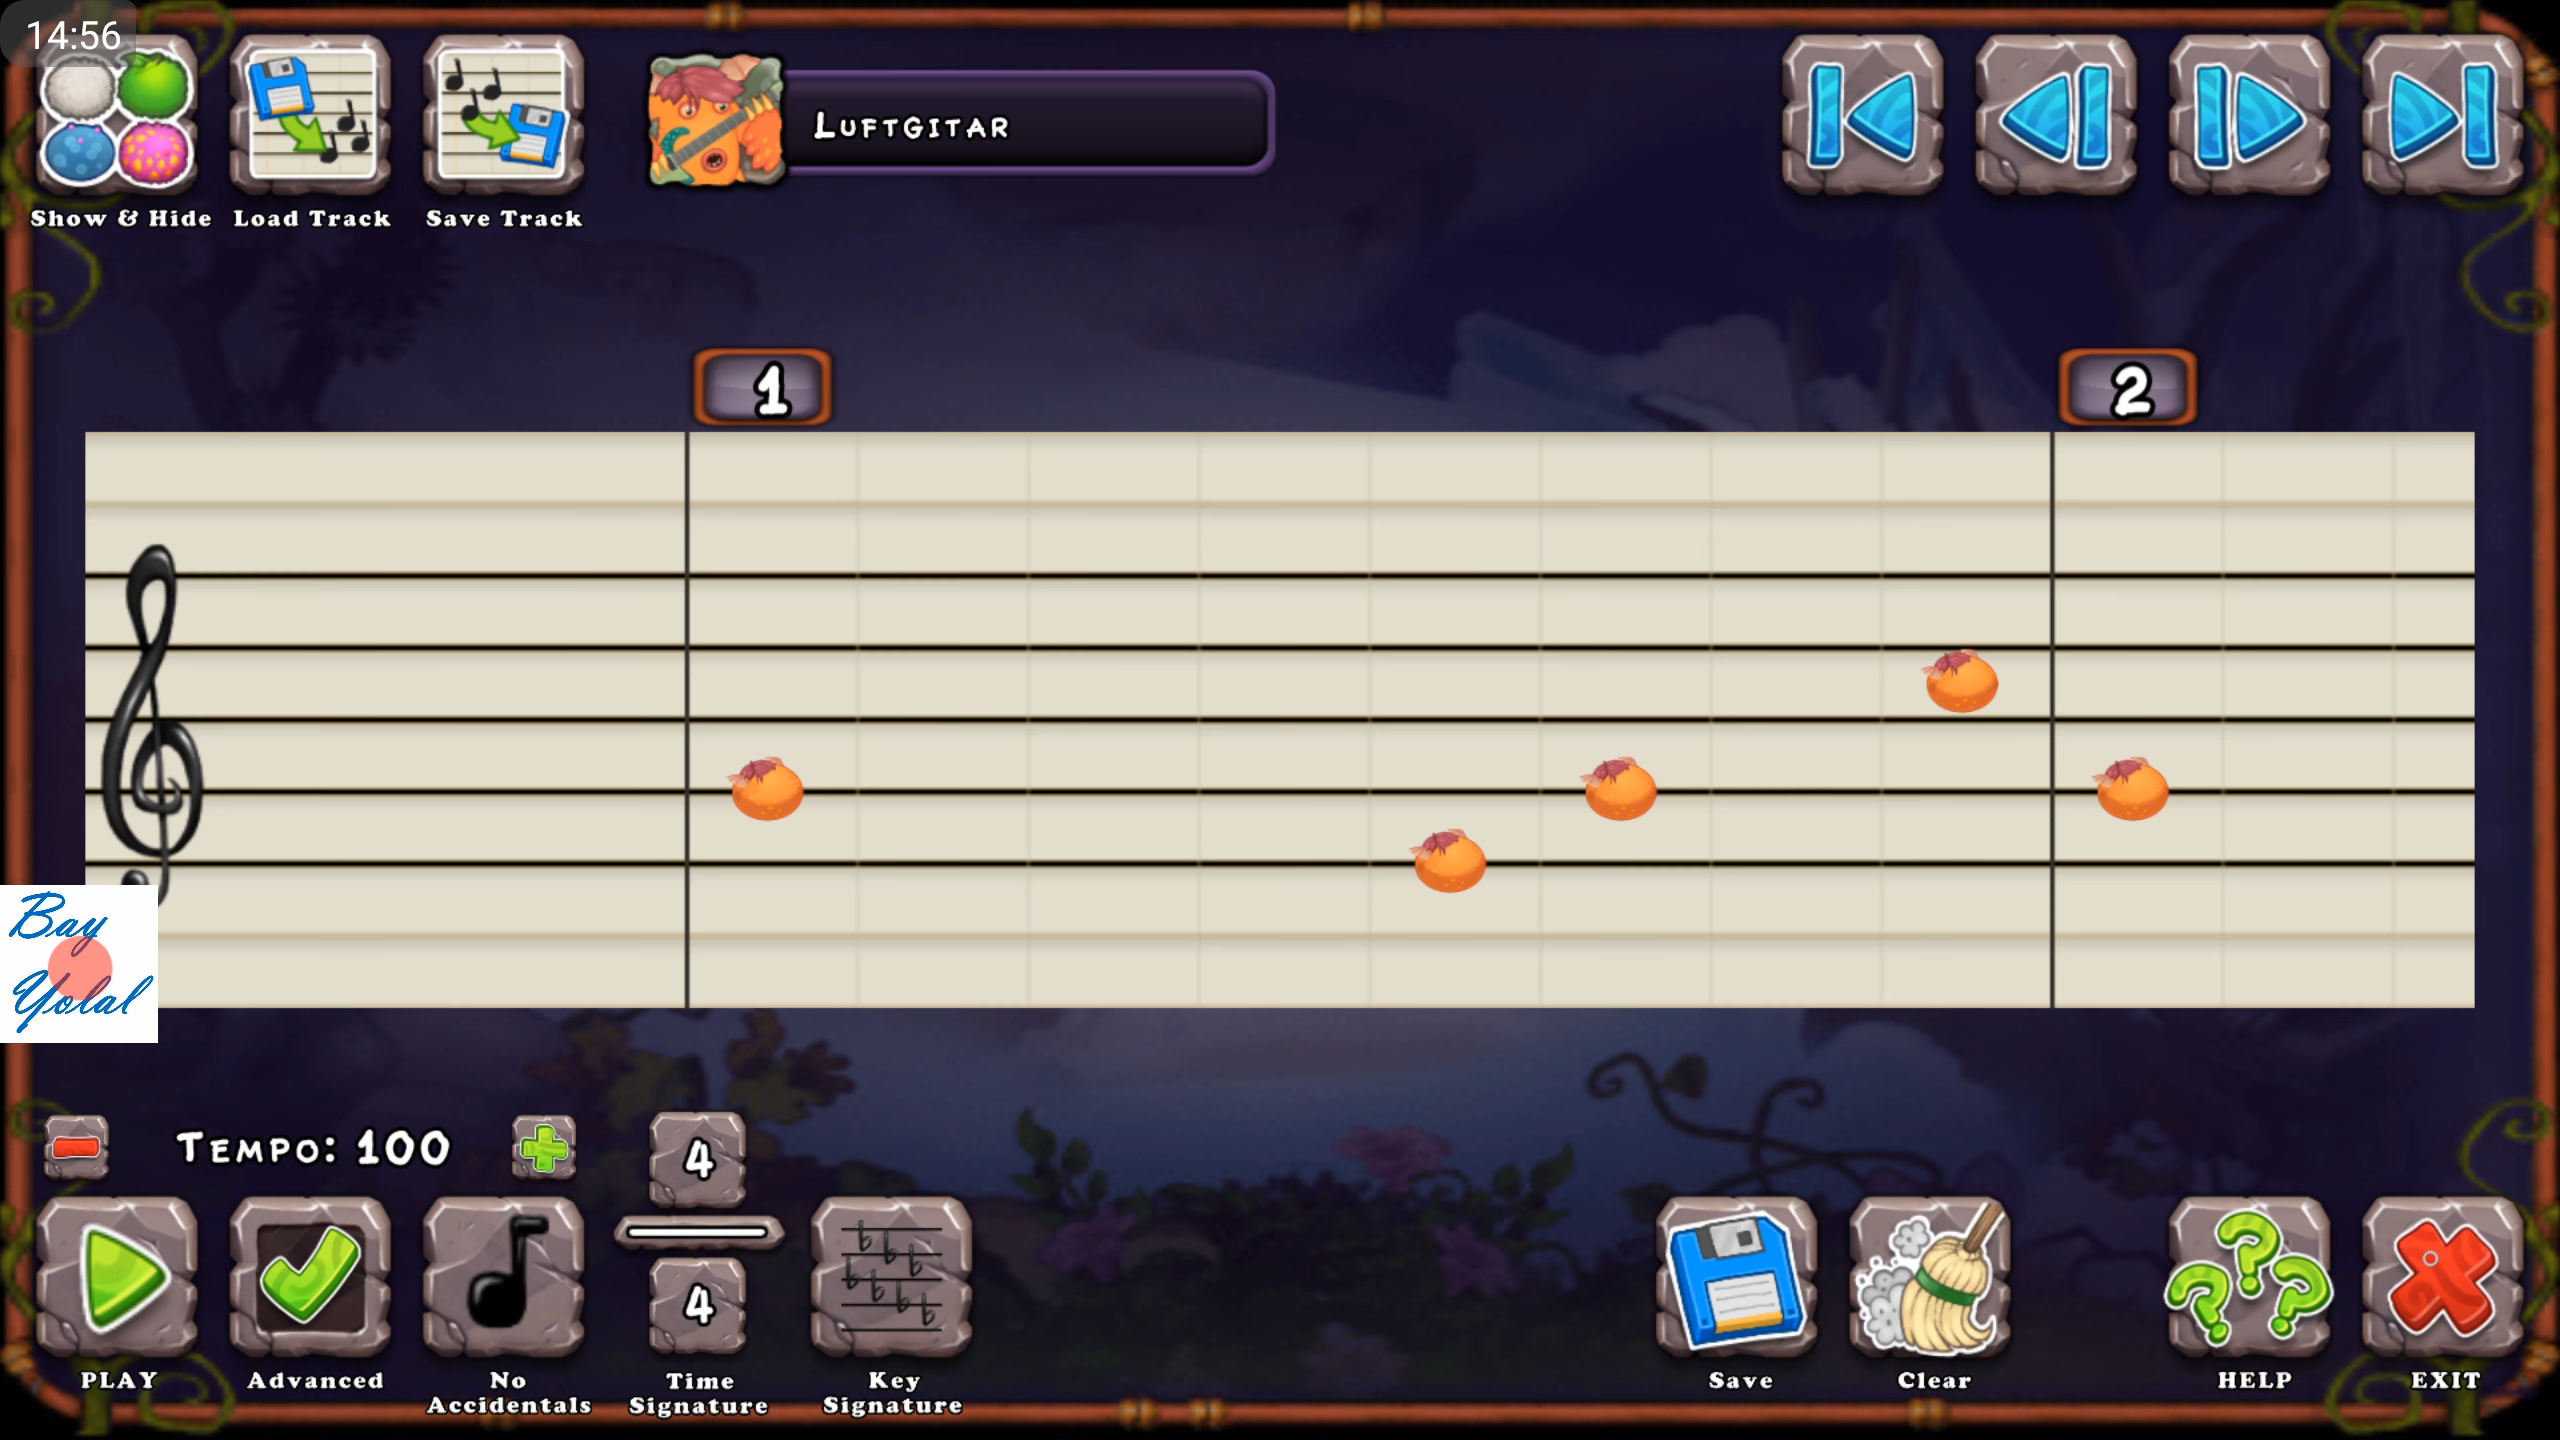 14:56
Show & Hide
Load Track
Save Track
LUFTGITAR
1
2
Bay
Yolal
TEMPO: 100
4
4
PLAY
Advanced
No
Accidentals
Time
Signature
Key
Signature
Save
Clear
HELP
EXIT